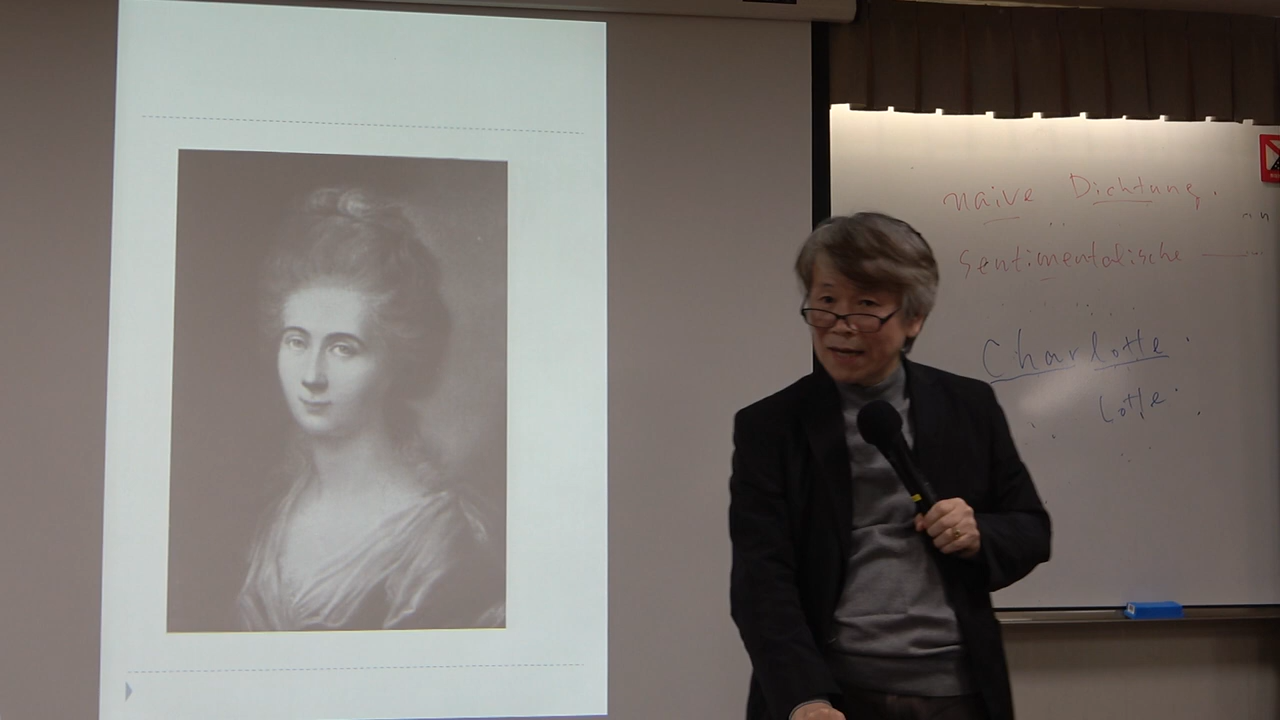 naive Dichtung.
sentimentalische ——
Charlotte.
Lotte.